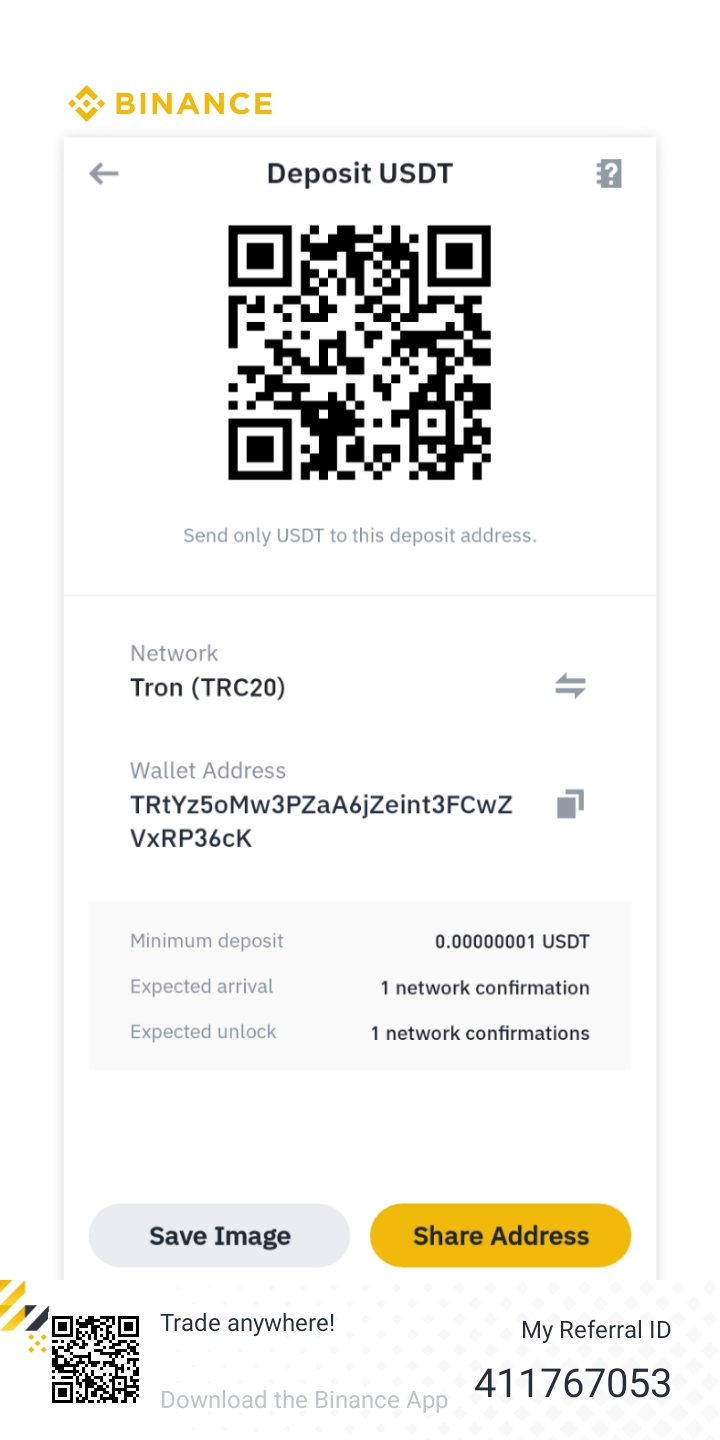 BINANCE
Deposit USDT
Send only USDT to this deposit address.
Network
Tron (TRC20)
Wallet Address
TRtYz5oMw3PZaA6jZeint3FCwZ
VxRP36cK
Minimum deposit 0.00000001 USDT
Expected arrival 1 network confirmation
Expected unlock 1 network confirmations
Save Image Share Address
Trade anywhere! My Referral ID
Download the Binance App 411767053